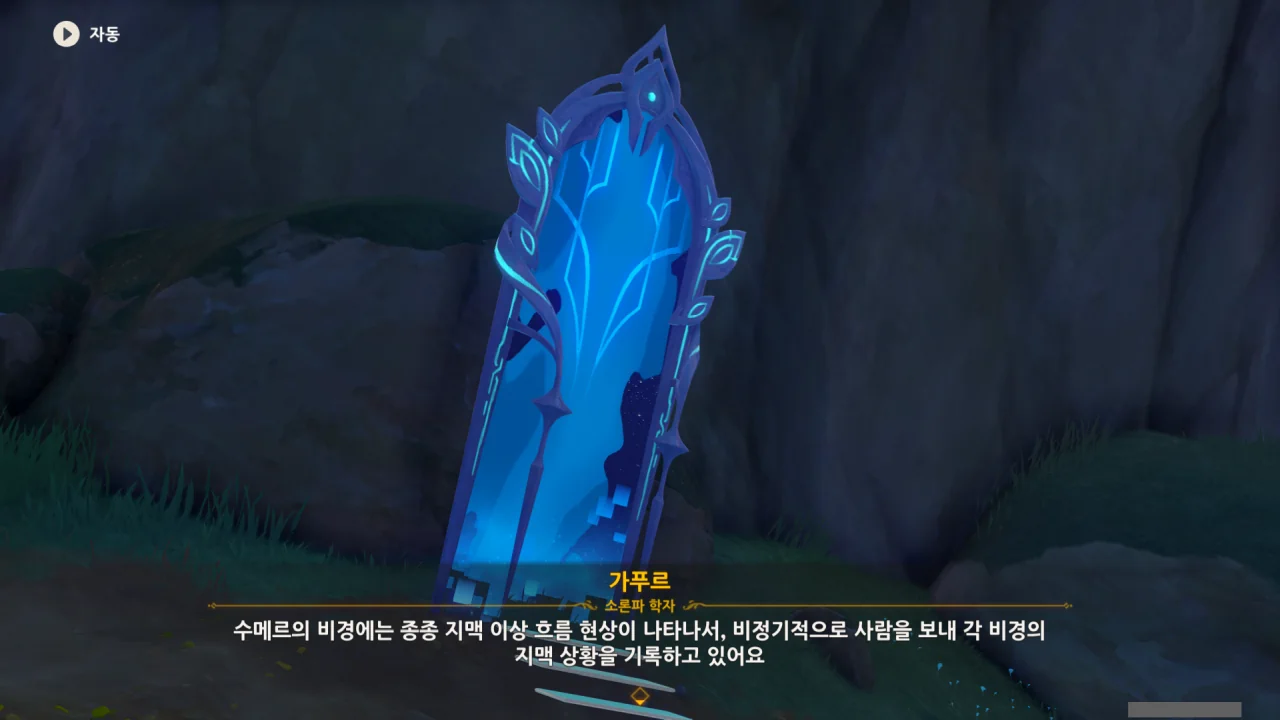 자동
가푸르
소론파 학자
수메르의 비경에는 종종 지맥 이상 흐름 현상이 나타나서, 비정기적으로 사람을 보내 각 비경의
지맥 상황을 기록하고 있어요